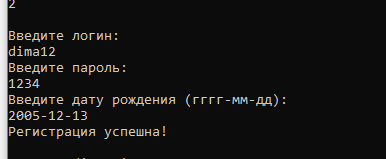 2
Введите логин:
dima12
Введите пароль:
1234
Введите дату рождения (гггг-мм-дд):
2005-12-13
Регистрация успешна!